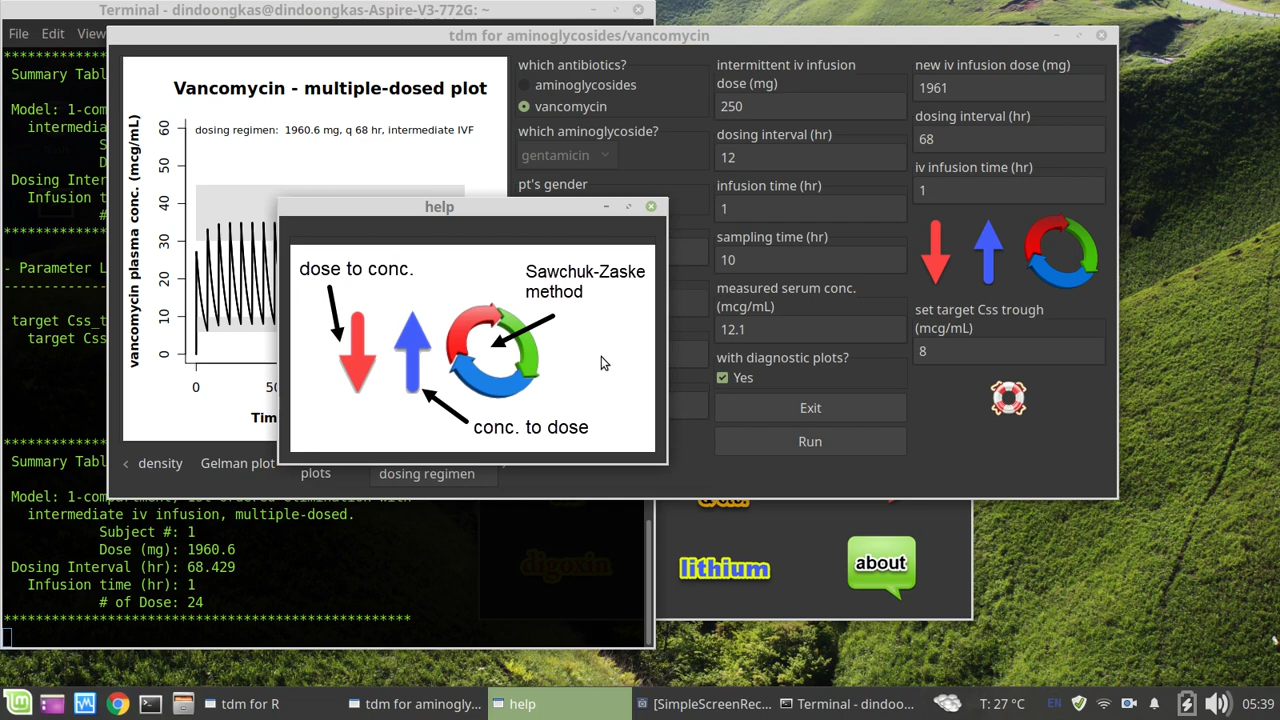 Terminal - dindoongkas@dindoongkas-Aspire-V3-772G: ~
File Edit View
tdm for aminoglycosides/vancomycin
*****************
Summary Tabl
Model: 1-com
intermedia
S
D
Dosing Inter
Infusion t
#
*****************
- Parameter L
-----------------
target Css_t
target Css
*****************
Summary Tabl
intermediate iv infusion, multiple-dosed.
Subject #: 1
Dose (mg): 1960.6
Dosing Interval (hr): 68.429
Infusion time (hr): 1
# of Dose: 24
**************************************************
Vancomycin - multiple-dosed plot
dosing regimen: 1960.6 mg, q 68 hr, intermediate IVF
vancomycin plasma conc. (mcg/mL)
60
50
40
30
20
10
0
0
50
Tim
density
Gelman plot
plots
dosing regimen
which antibiotics?
aminoglycosides
vancomycin
which aminoglycoside?
gentamicin
pt's gender
intermittent iv infusion
dose (mg)
250
dosing interval (hr)
12
infusion time (hr)
1
sampling time (hr)
10
measured serum conc.
(mcg/mL)
12.1
with diagnostic plots?
Yes
Exit
Run
new iv infusion dose (mg)
1961
dosing interval (hr)
68
iv infusion time (hr)
1
set target Css trough
(mcg/mL)
8
help
dose to conc.
Sawchuk-Zaske
method
conc. to dose
digoxin
lithium
about
tdm for R
tdm for aminogly...
help
[SimpleScreenRec...
Terminal - dindoo...
T: 27 °C
EN
05:39